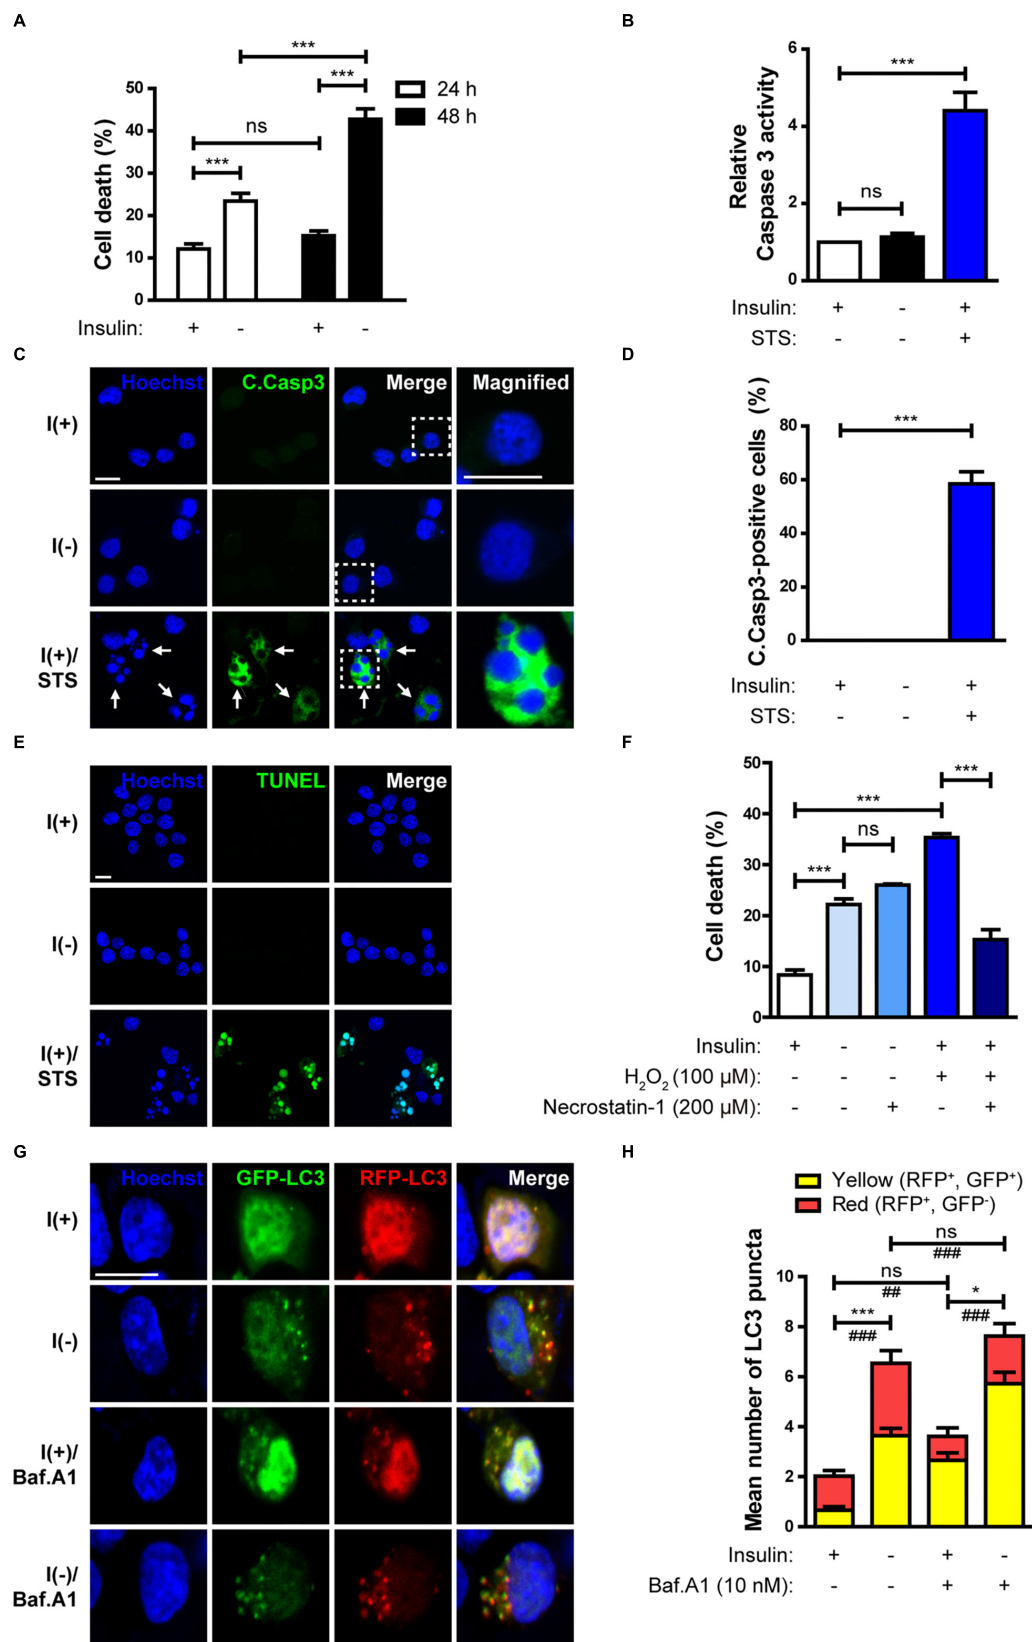 A
***
***
24 h
48 h
ns
***
Cell death (%)
50
40
30
20
10
0
Insulin: + - + -
B
Relative
Caspase 3 activity
6
4
2
0
***
ns
Insulin: + - +
STS: - - +
C
Hoechst C.Casp3 Merge Magnified
I(+)
I(-)
I(+)/
STS
D
C.Casp3-positive cells (%)
80
60
40
60
20
0
***
Insulin: + - +
STS: - - +
E
Hoechst TUNEL Merge
I(+)
I(-)
I(+)/
STS
F
Cell death (%)
50
40
30
20
10
0
***
***
ns
***
Insulin: + - - + +
H2O2 (100 µM): - - - + +
Necrostatin-1 (200 µM): - - + - +
G
Hoechst GFP-LC3 RFP-LC3 Merge
I(+)
I(-)
I(+)/
Baf.A1
I(-)/
Baf.A1
H
Yellow (RFP+, GFP+)
Red (RFP+, GFP-)
ns
###
ns
##
*
###
***
###
Mean number of LC3 puncta
10
8
6
4
2
0
Insulin: + - + -
Baf.A1 (10 nM): - - + +